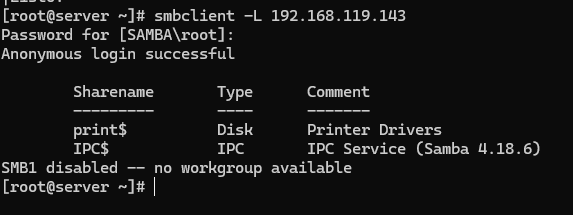 [root@server ~]# smbclient -L 192.168.119.143
Password for [SAMBA\root]:
Anonymous login successful
Sharename Type Comment
--------- ---- -------
print$ Disk Printer Drivers
IPC$ IPC IPC Service (Samba 4.18.6)
SMB1 disabled -- no workgroup available
[root@server ~]#